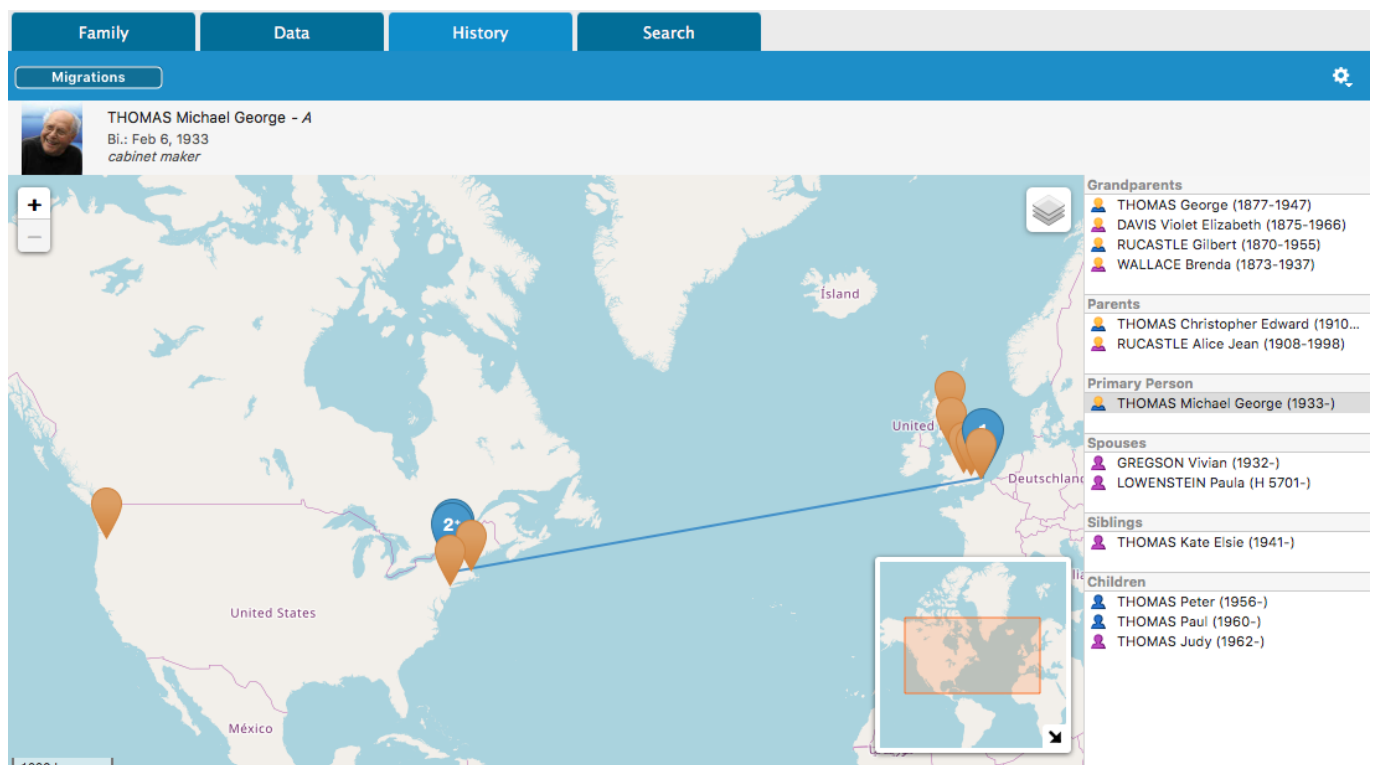 Family Data History Search
Migrations
THOMAS Michael George - A
Bi.: Feb 6, 1933
cabinet maker
+
−
Ísland
United
Deutschland
2+
United States
México
Grandparents
THOMAS George (1877-1947)
DAVIS Violet Elizabeth (1875-1966)
RUCASTLE Gilbert (1870-1955)
WALLACE Brenda (1873-1937)
Parents
THOMAS Christopher Edward (1910...
RUCASTLE Alice Jean (1908-1998)
Primary Person
THOMAS Michael George (1933-)
Spouses
GREGSON Vivian (1932-)
LOWENSTEIN Paula (H 5701-)
Siblings
THOMAS Kate Elsie (1941-)
Children
THOMAS Peter (1956-)
THOMAS Paul (1960-)
THOMAS Judy (1962-)